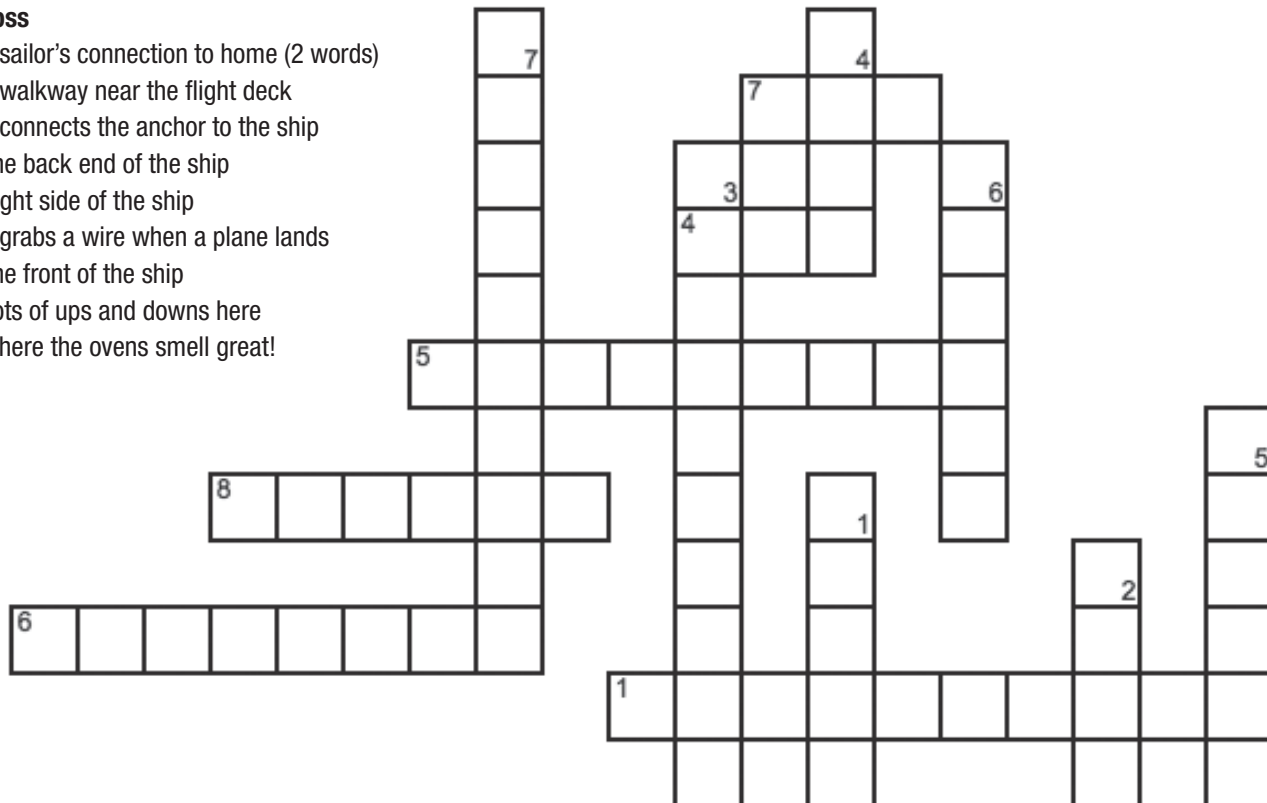 oss
sailor’s connection to home (2 words)
walkway near the flight deck
connects the anchor to the ship
he back end of the ship
ght side of the ship
grabs a wire when a plane lands
he front of the ship
ots of ups and downs here
here the ovens smell great!
7 4
7
3 6
4
5
5
8
1
2
6
1